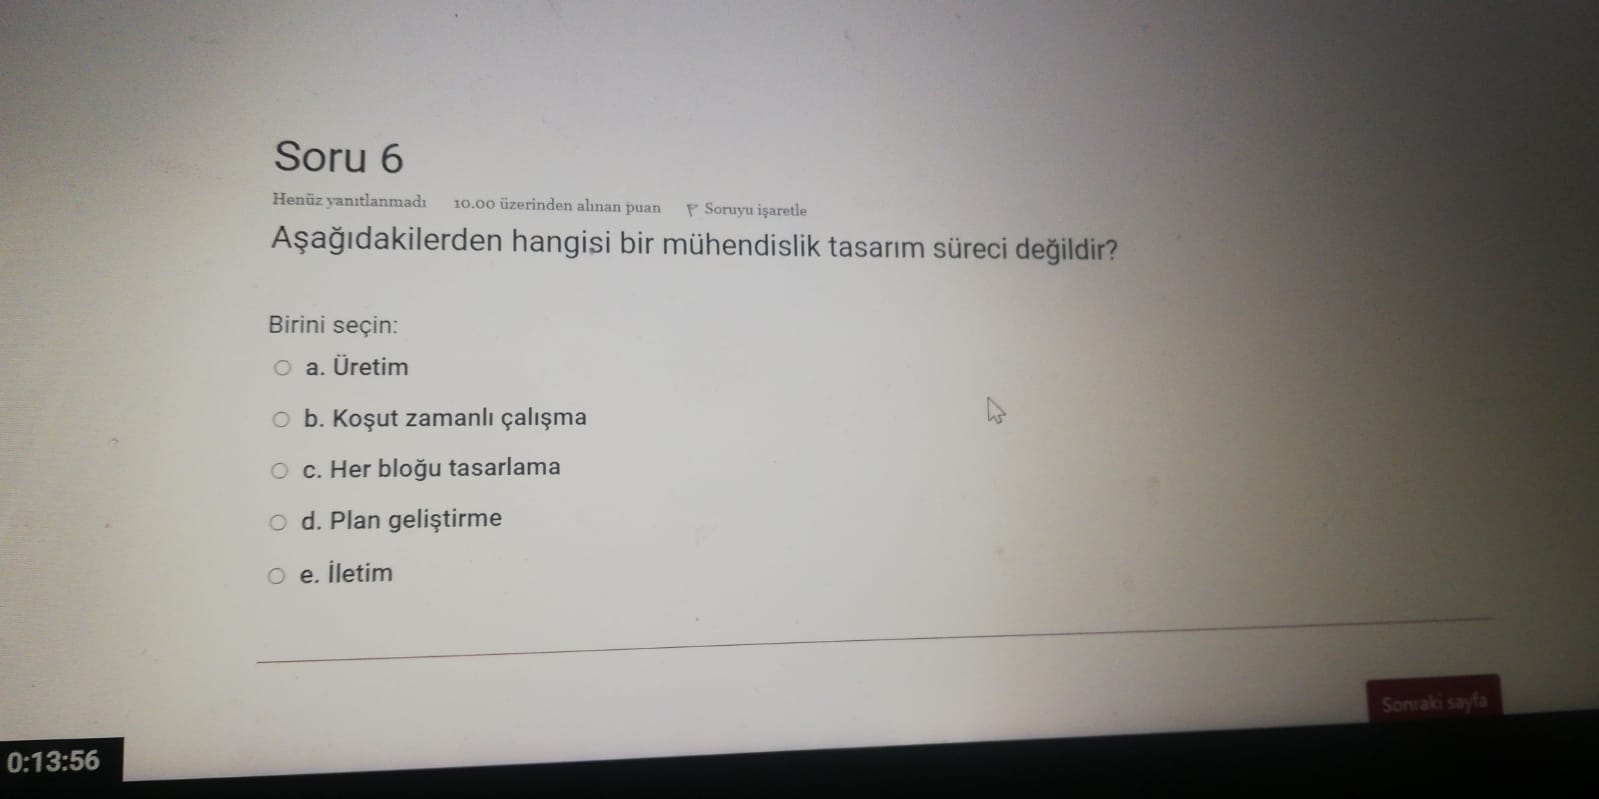 Soru 6
Henüz yanıtlanmadı 10.00 üzerinden alınan puan Soruyu işaretle
Aşağıdakilerden hangisi bir mühendislik tasarım süreci değildir?
Birini seçin:
a. Üretim
b. Koşut zamanlı çalışma
c. Her bloğu tasarlama
d. Plan geliştirme
e. İletim
Sonraki sayfa
0:13:56